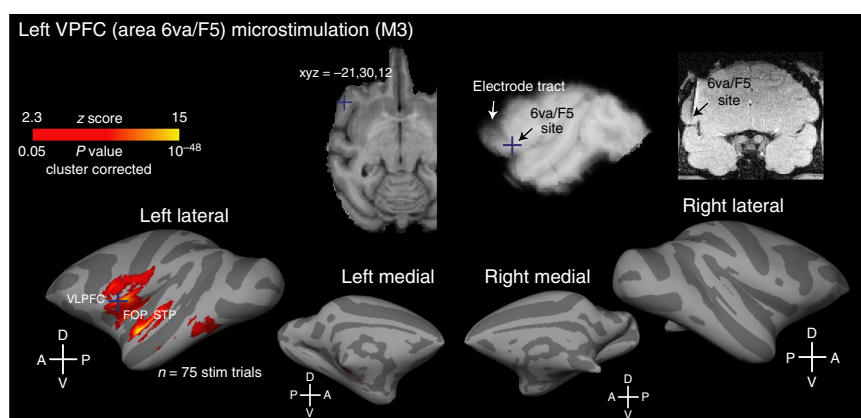 Left VPFC (area 6va/F5) microstimulation (M3)
xyz = –21,30,12
Electrode tract
6va/F5
site
6va/F5
site
2.3 z score 15
0.05 P value 10–48
cluster corrected
Left lateral
Right lateral
Left medial
Right medial
VLPFC
FOP STP
D
A P
V
n = 75 stim trials
D
P A
V
D
A P
V
D
P A
V